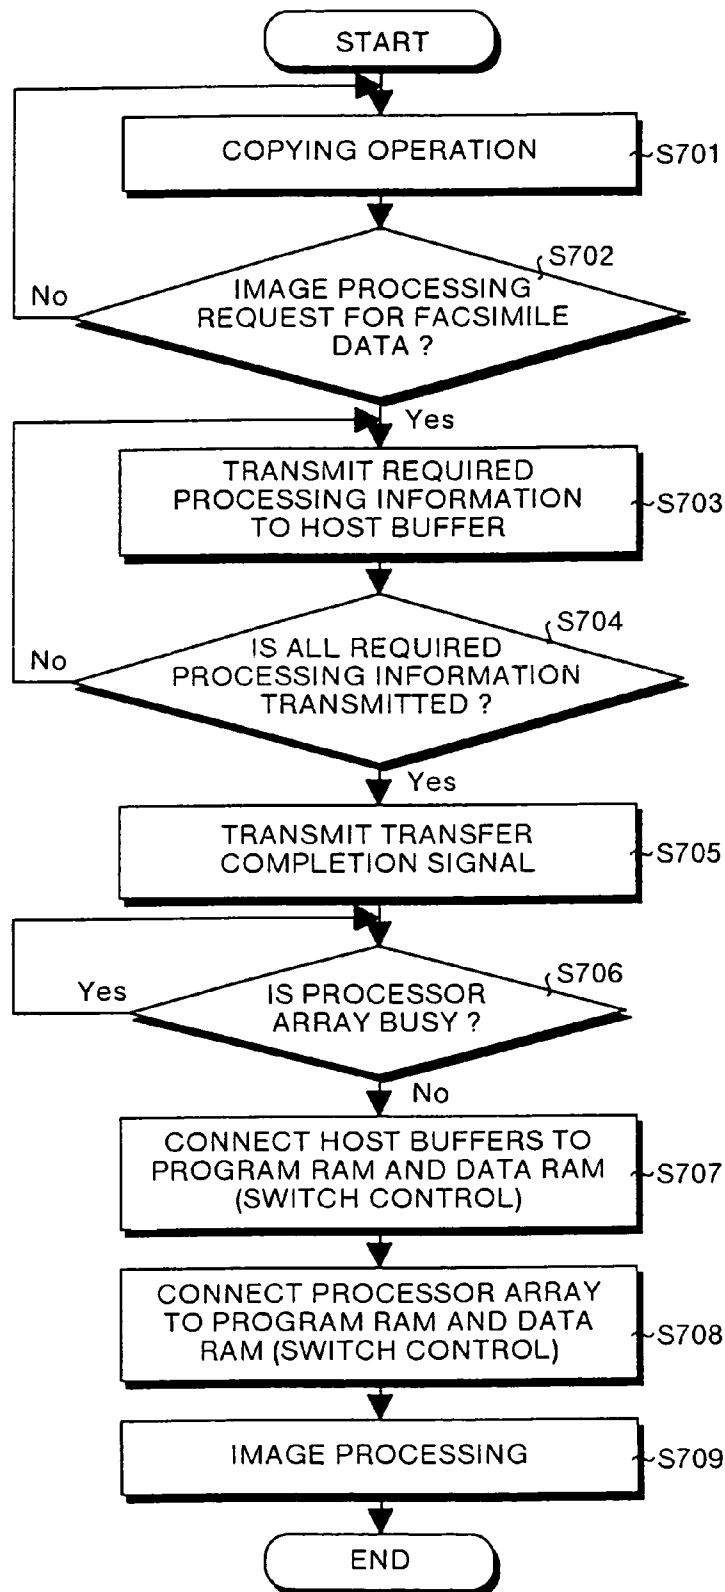 START
COPYING OPERATION
S701
S702
IMAGE PROCESSING
REQUEST FOR FACSIMILE
DATA ?
No
Yes
TRANSMIT REQUIRED
PROCESSING INFORMATION
TO HOST BUFFER
S703
S704
IS ALL REQUIRED
PROCESSING INFORMATION
TRANSMITTED ?
No
Yes
TRANSMIT TRANSFER
COMPLETION SIGNAL
S705
S706
IS PROCESSOR
ARRAY BUSY ?
Yes
No
CONNECT HOST BUFFERS TO
PROGRAM RAM AND DATA RAM
(SWITCH CONTROL)
S707
CONNECT PROCESSOR ARRAY
TO PROGRAM RAM AND DATA
RAM (SWITCH CONTROL)
S708
IMAGE PROCESSING
S709
END